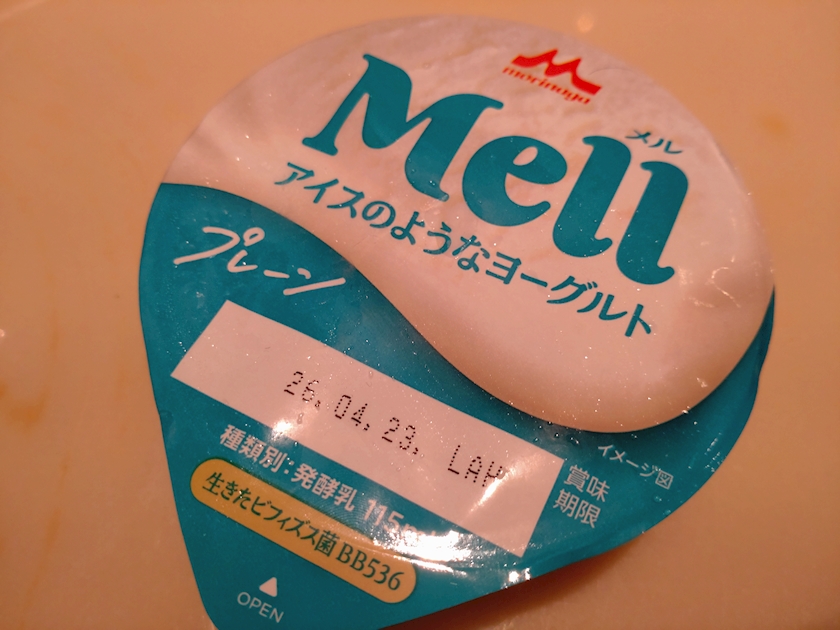 morinaga
Mell
メル
アイスのようなヨーグルト
プレーン
26.04.23. LAH
イメージ図
賞味
期限
種類別:発酵乳 115m
生きたビフィズス菌 BB536
OPEN